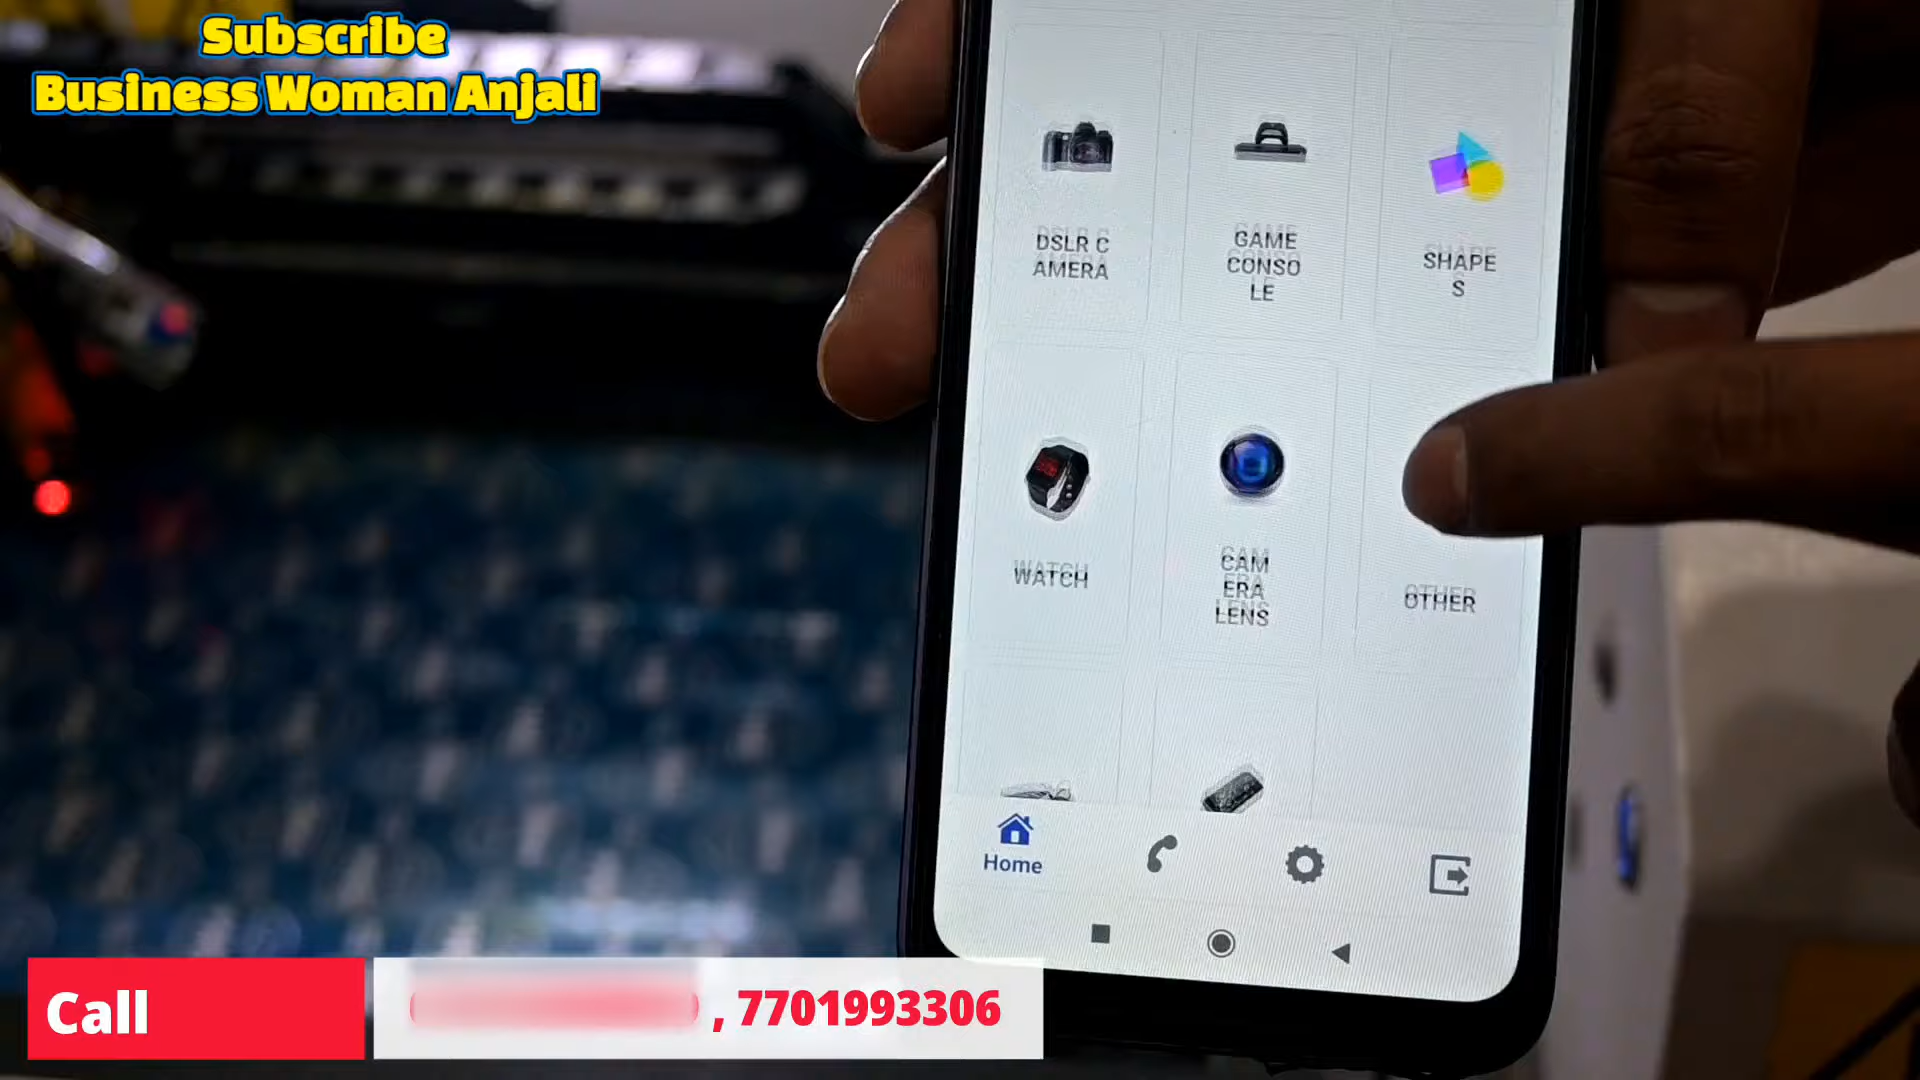 Subscribe
Business Woman Anjali
DSLR C
AMERA
GAME
CONSO
LE
SHAPE
S
WATCH
CAM
ERA
LENS
OTHER
Home
Call
, 7701993306